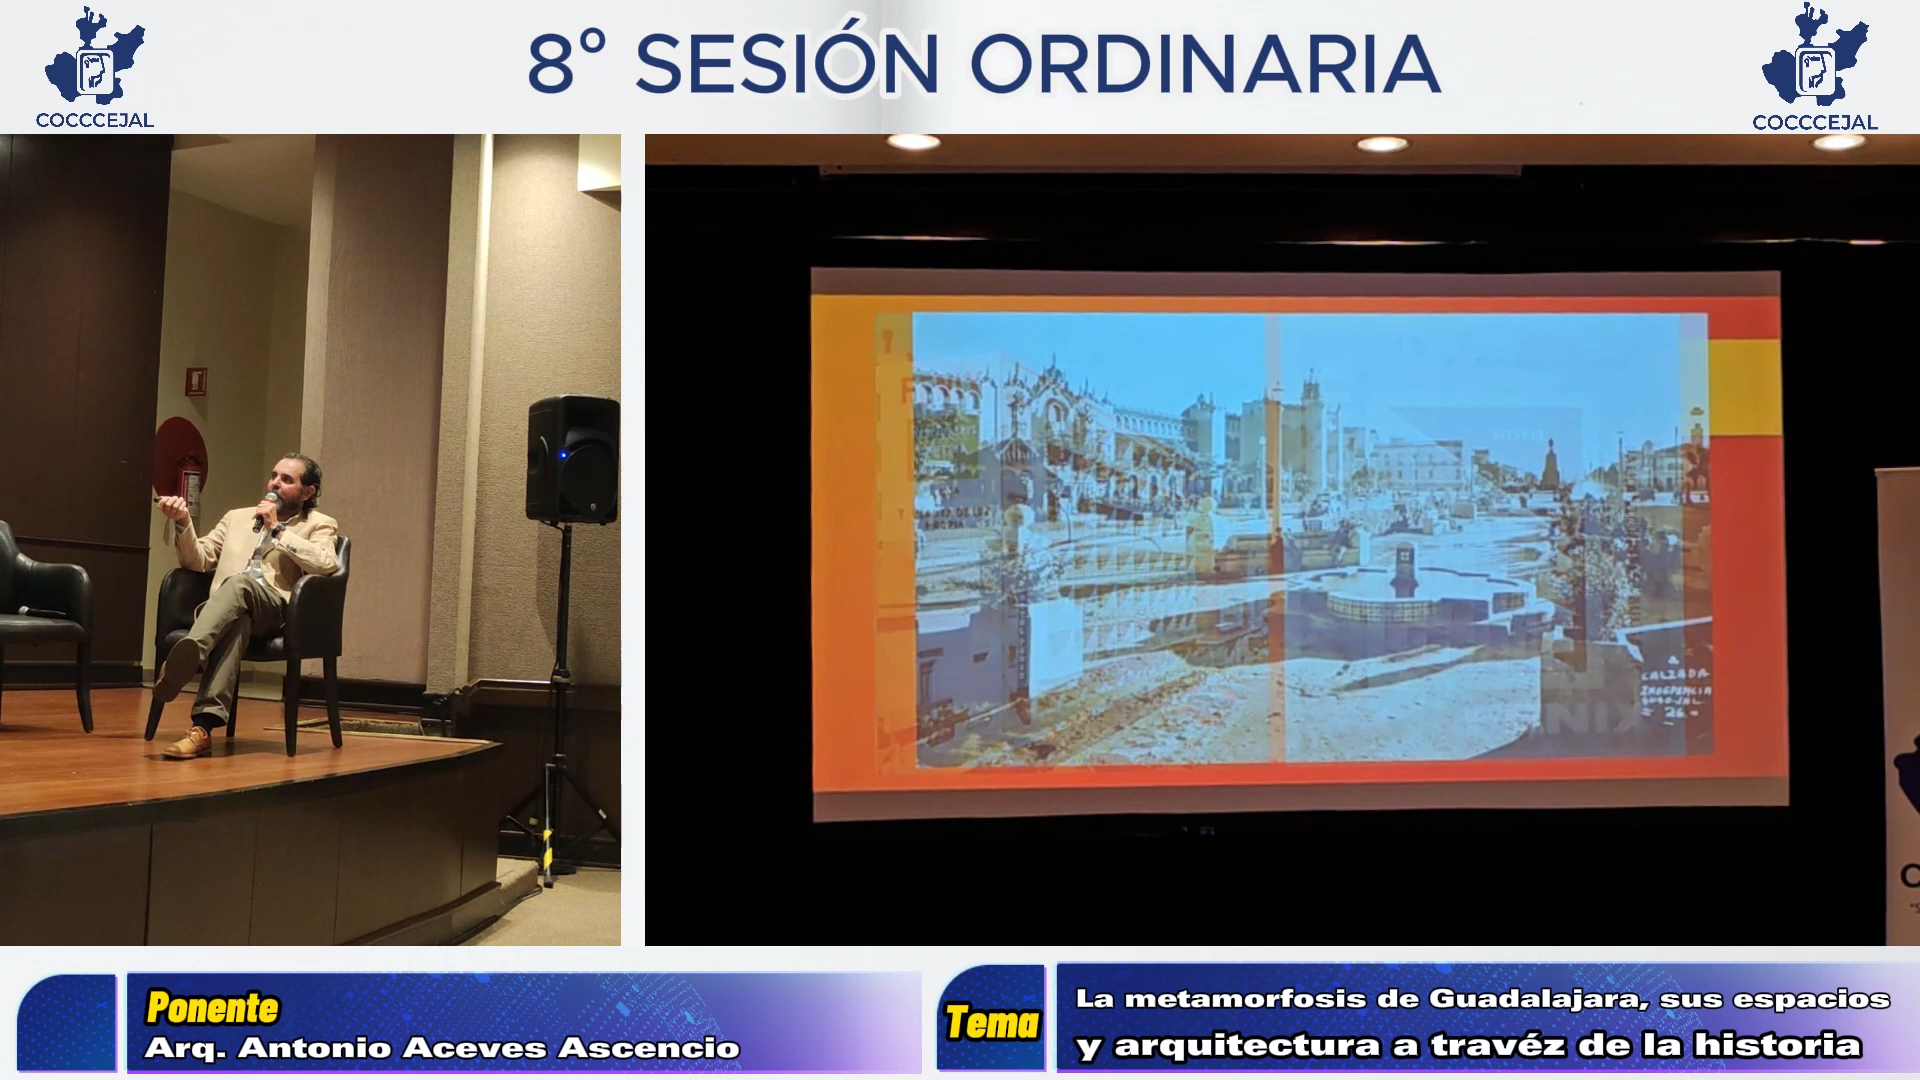 8° SESIÓN ORDINARIA
COCCCEJAL
COCCCEJAL
CALZADA
26
Ponente
Arq. Antonio Aceves Ascencio
Tema
La metamorfosis de Guadalajara, sus espacios
y arquitectura a travéz de la historia